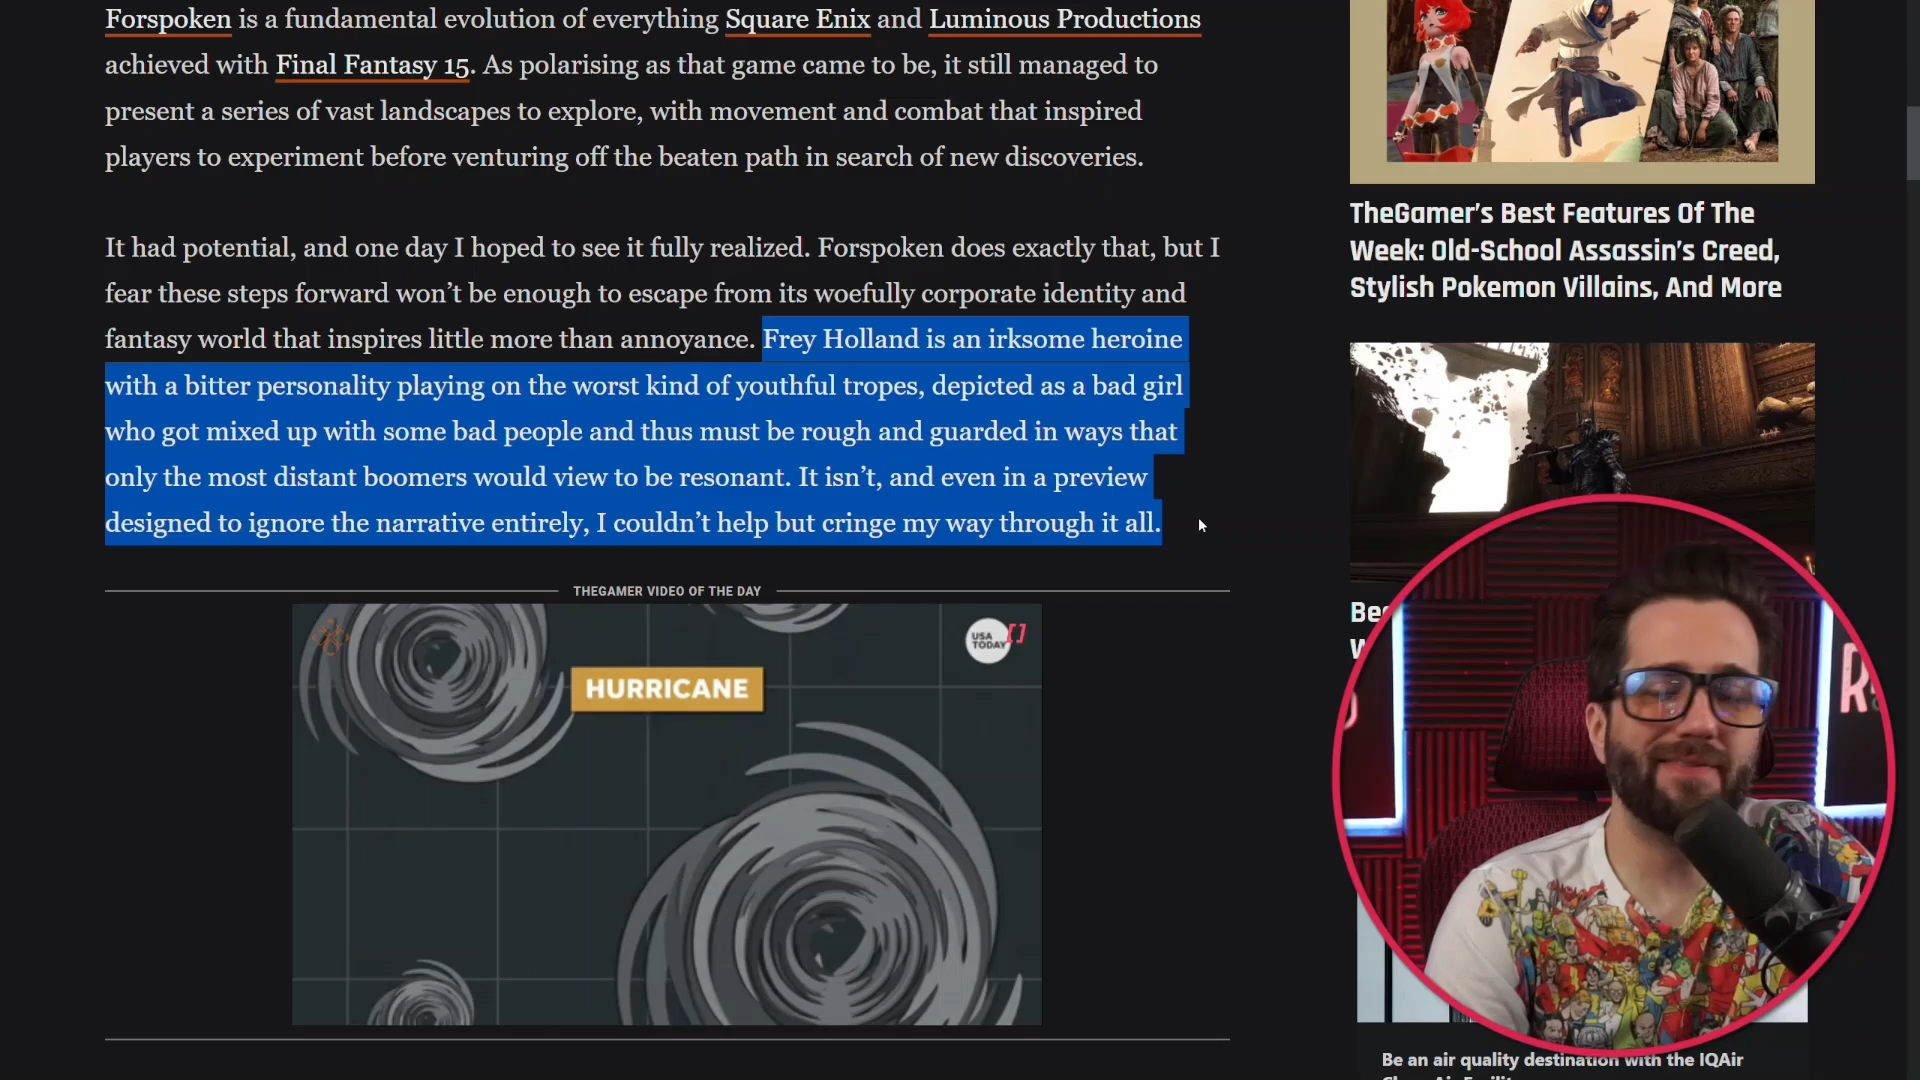 Forspoken is a fundamental evolution of everything Square Enix and Luminous Productions
achieved with Final Fantasy 15. As polarising as that game came to be, it still managed to
present a series of vast landscapes to explore, with movement and combat that inspired
players to experiment before venturing off the beaten path in search of new discoveries.
It had potential, and one day I hoped to see it fully realized. Forspoken does exactly that, but I
fear these steps forward won’t be enough to escape from its woefully corporate identity and
fantasy world that inspires little more than annoyance. Frey Holland is an irksome heroine
with a bitter personality playing on the worst kind of youthful tropes, depicted as a bad girl
who got mixed up with some bad people and thus must be rough and guarded in ways that
only the most distant boomers would view to be resonant. It isn’t, and even in a preview
designed to ignore the narrative entirely, I couldn’t help but cringe my way through it all.
THEGAMER VIDEO OF THE DAY
USA
TODAY
HURRICANE
TheGamer’s Best Features Of The
Week: Old-School Assassin’s Creed,
Stylish Pokemon Villains, And More
Be an air quality destination with the IQAir